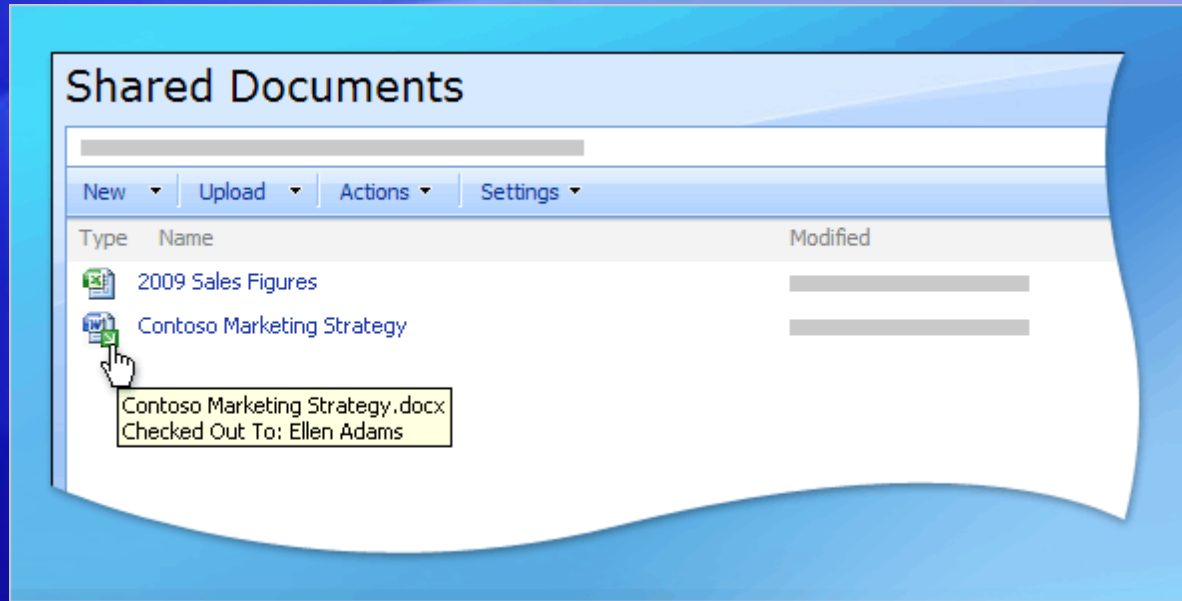 Shared Documents
New Upload Actions Settings
Type Name Modified
2009 Sales Figures
Contoso Marketing Strategy
Contoso Marketing Strategy.docx
Checked Out To: Ellen Adams